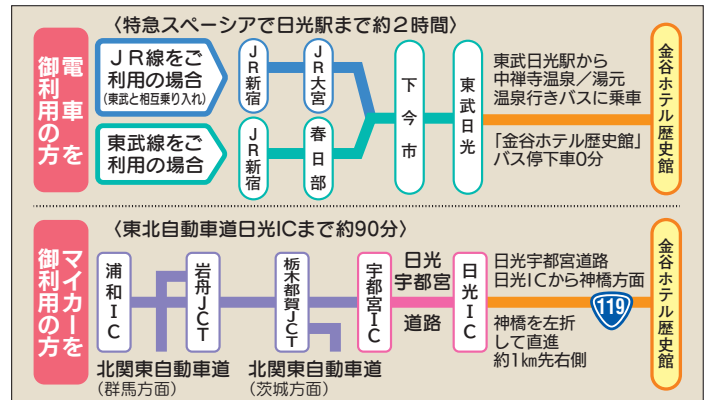 〈特急スペーシアで日光駅まで約2時間〉
電車を
御利用の方
JR線をご
利用の場合
(東武と相互乗り入れ)
JR新宿
JR大宮
東武線をご
利用の場合
JR新宿
春日部
下今市
東武日光
東武日光駅から
中禅寺温泉／湯元
温泉行きバスに乗車
「金谷ホテル歴史館」
バス停下車0分
金谷ホテル歴史館
〈東北自動車道日光ICまで約90分〉
マイカーを
御利用の方
浦和IC
岩舟JCT
栃木都賀JCT
宇都宮IC
日光
宇都宮
道路
日光IC
北関東自動車道
(群馬方面)
北関東自動車道
(茨城方面)
日光宇都宮道路
日光ICから神橋方面
119
神橋を左折
して直進
約1km先右側
金谷ホテル歴史館